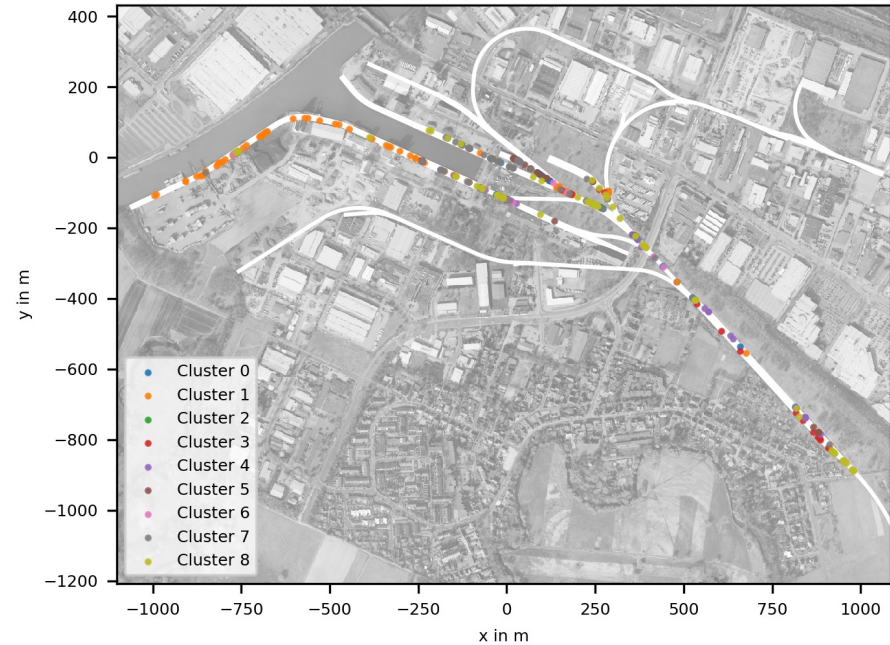 400
200
0
−200
−400
−600
−800
−1000
−1200
y in m
Cluster 0
Cluster 1
Cluster 2
Cluster 3
Cluster 4
Cluster 5
Cluster 6
Cluster 7
Cluster 8
−1000 −750 −500 −250 0 250 500 750 1000
x in m